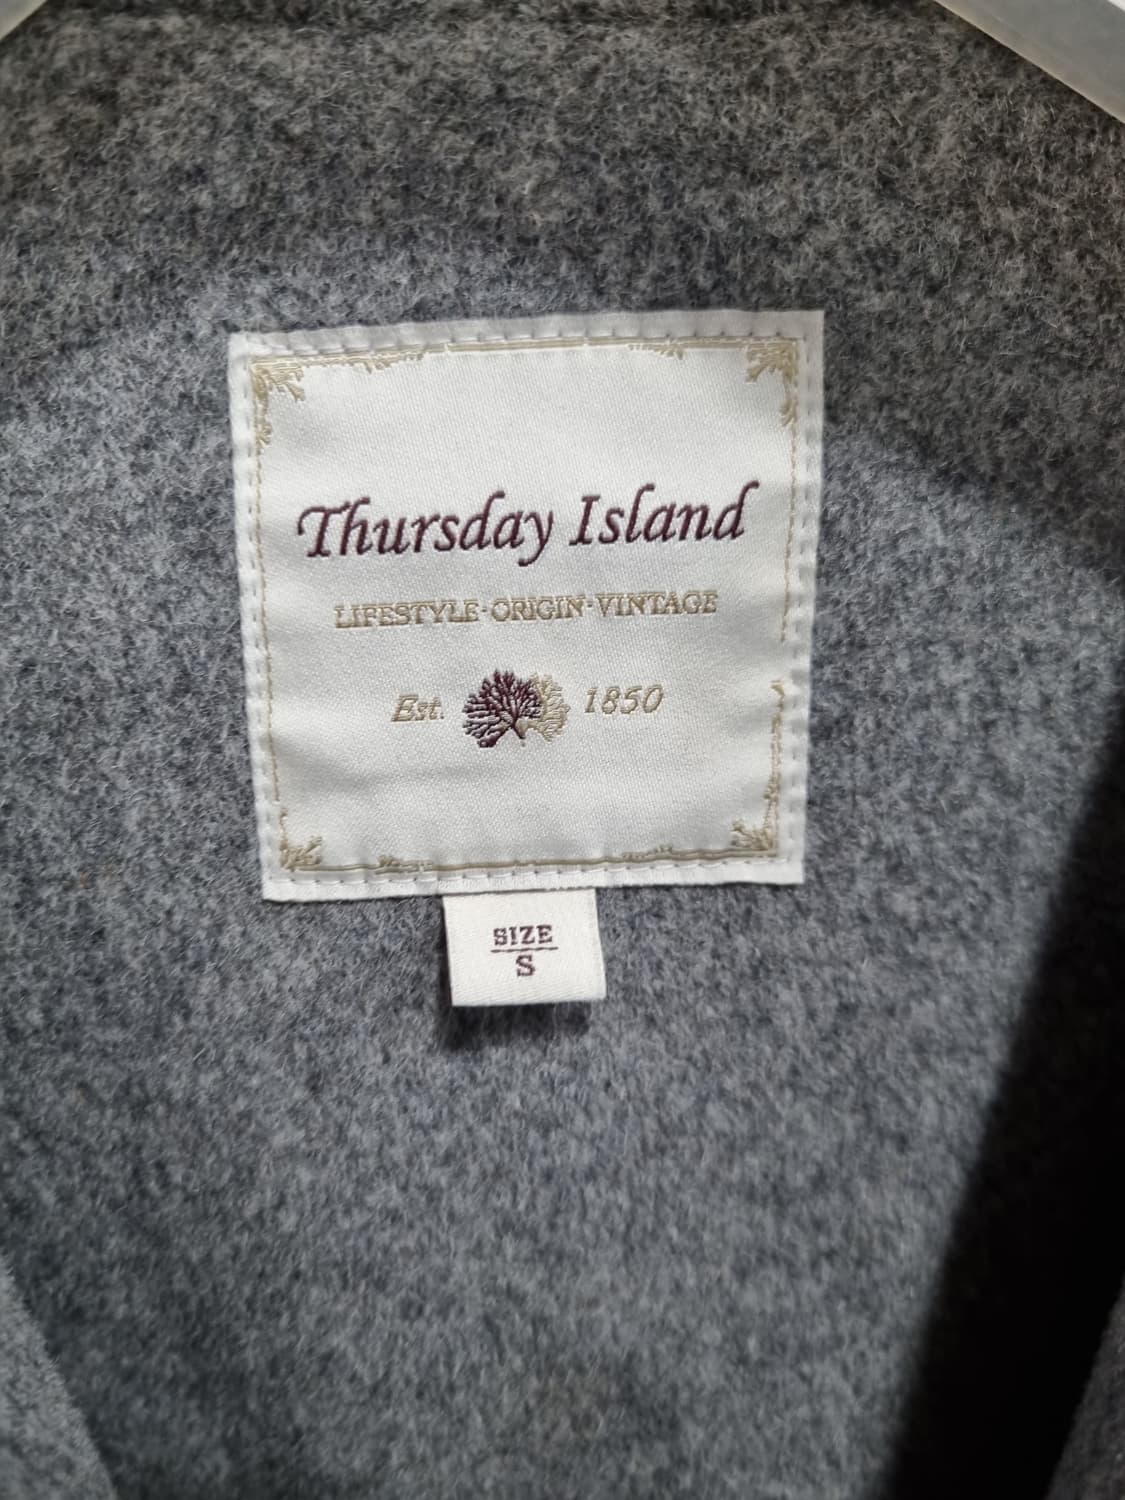 Thursday Island
LIFESTYLE·ORIGIN·VINTAGE
Est. 1850
SIZE
S